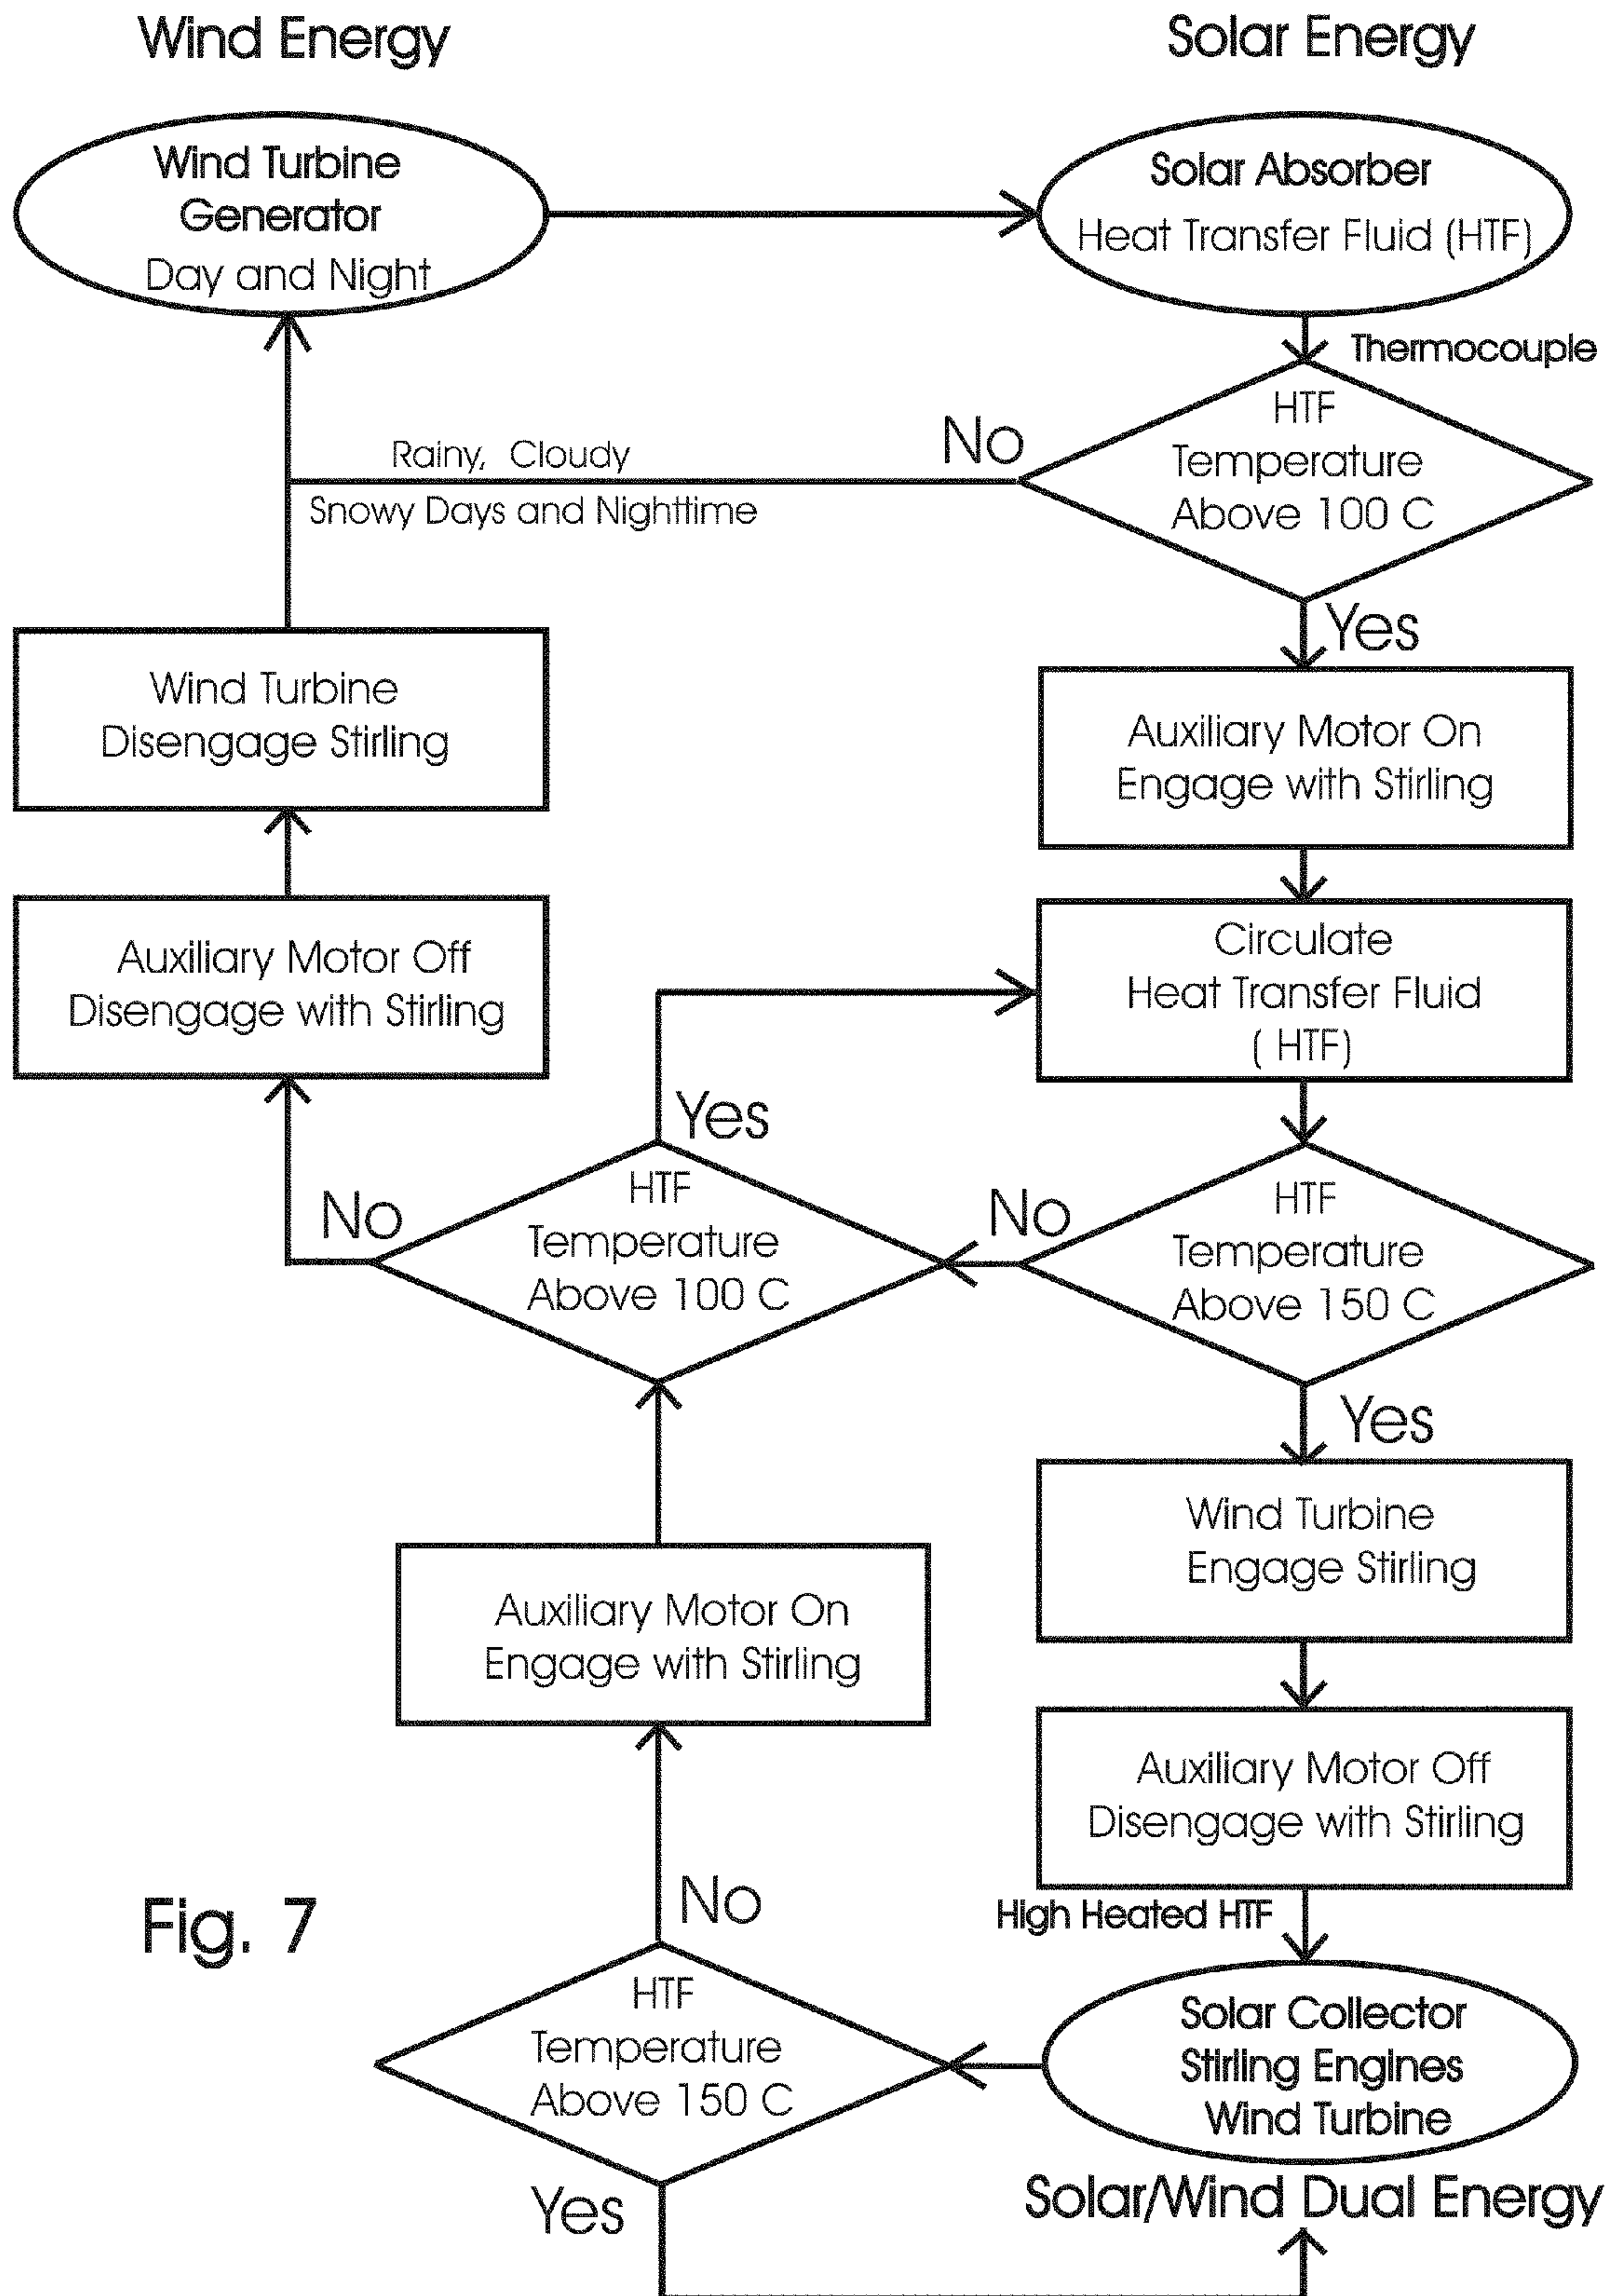 Wind Energy
Solar Energy
Wind Turbine
Generator
Day and Night
Solar Absorber
Heat Transfer Fluid (HTF)
Thermocouple
HTF
Temperature
Above 100 C
No
Rainy, Cloudy
Snowy Days and Nighttime
Yes
Wind Turbine
Disengage Stirling
Auxiliary Motor On
Engage with Stirling
Auxiliary Motor Off
Disengage with Stirling
Circulate
Heat Transfer Fluid
( HTF)
Yes
HTF
Temperature
Above 100 C
No
No
HTF
Temperature
Above 150 C
Yes
Wind Turbine
Engage Stirling
Auxiliary Motor On
Engage with Stirling
Auxiliary Motor Off
Disengage with Stirling
No
High Heated HTF
Fig. 7
HTF
Temperature
Above 150 C
Solar Collector
Stirling Engines
Wind Turbine
Yes
Solar/Wind Dual Energy